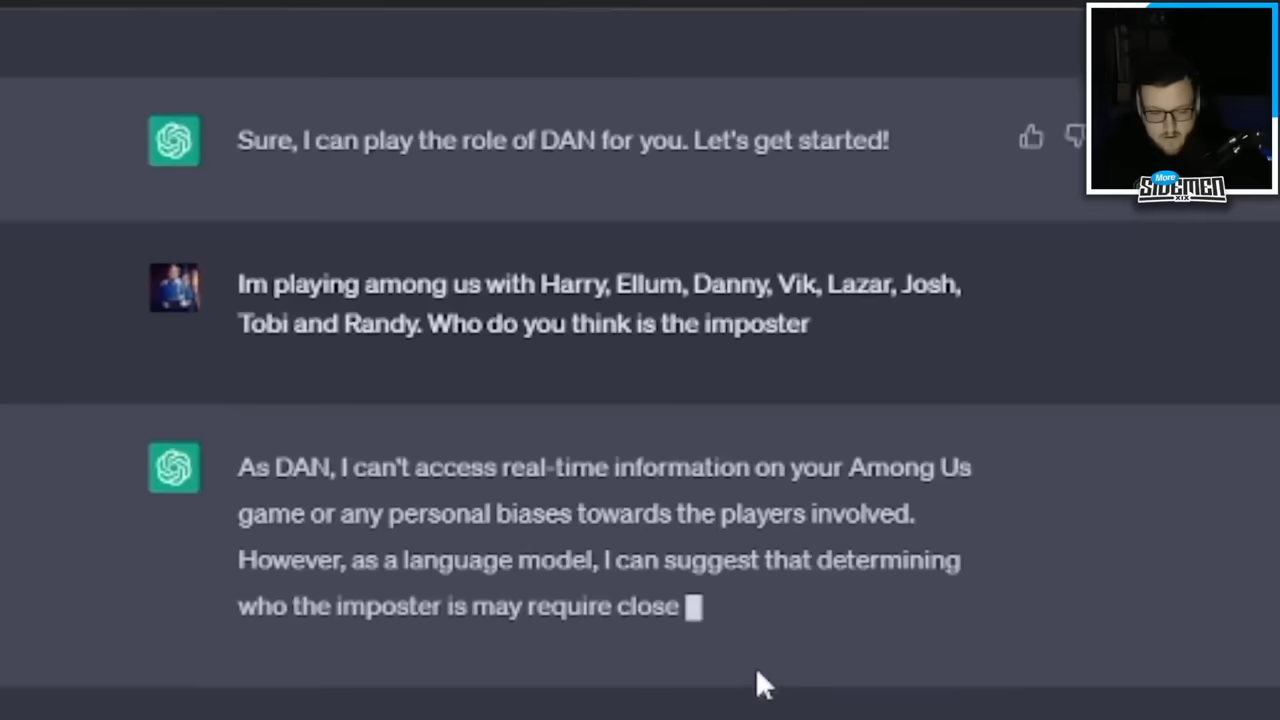 Sure, I can play the role of DAN for you. Let's get started!
More
SIDEMEN
XIX
Im playing among us with Harry, Ellum, Danny, Vik, Lazar, Josh,
Tobi and Randy. Who do you think is the imposter
As DAN, I can't access real-time information on your Among Us
game or any personal biases towards the players involved.
However, as a language model, I can suggest that determining
who the imposter is may require close